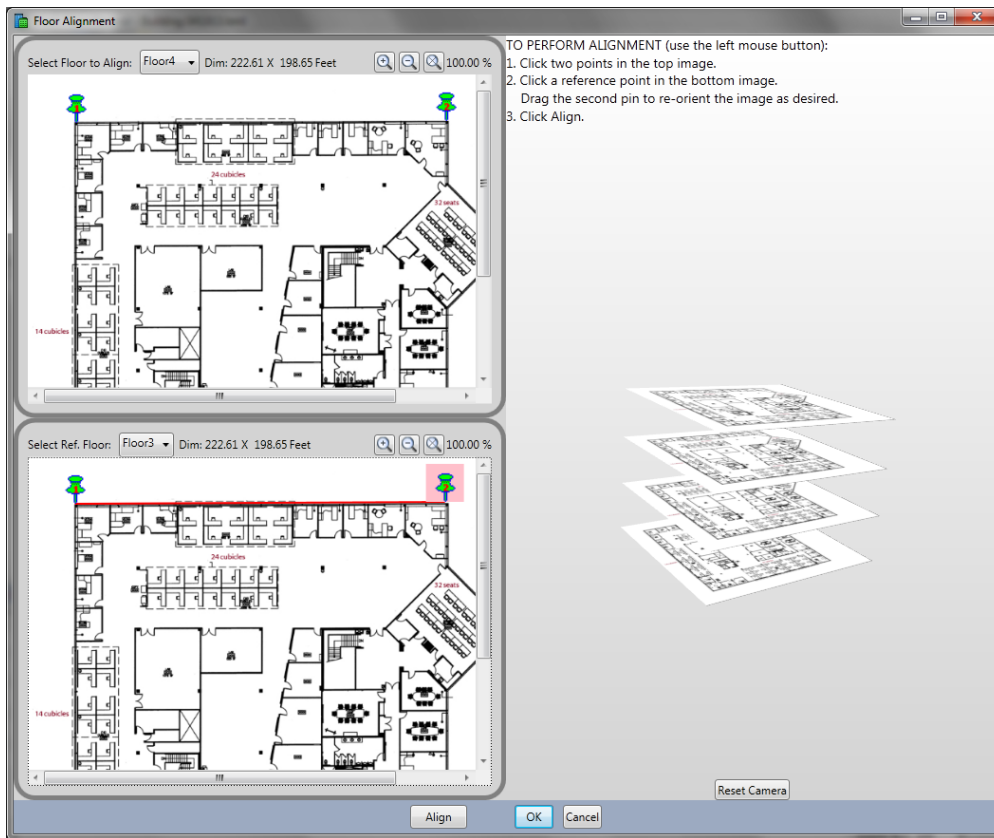 Floor Alignment
Select Floor to Align: Floor4 Dim: 222.61 X 198.65 Feet 100.00 %
1 2
24 cubicles
32 seats
14 cubicles
Select Ref. Floor: Floor3 Dim: 222.61 X 198.65 Feet 100.00 %
1 2
24 cubicles
32 seats
14 cubicles
TO PERFORM ALIGNMENT (use the left mouse button):
1. Click two points in the top image.
2. Click a reference point in the bottom image.
Drag the second pin to re-orient the image as desired.
3. Click Align.
Reset Camera
Align OK Cancel